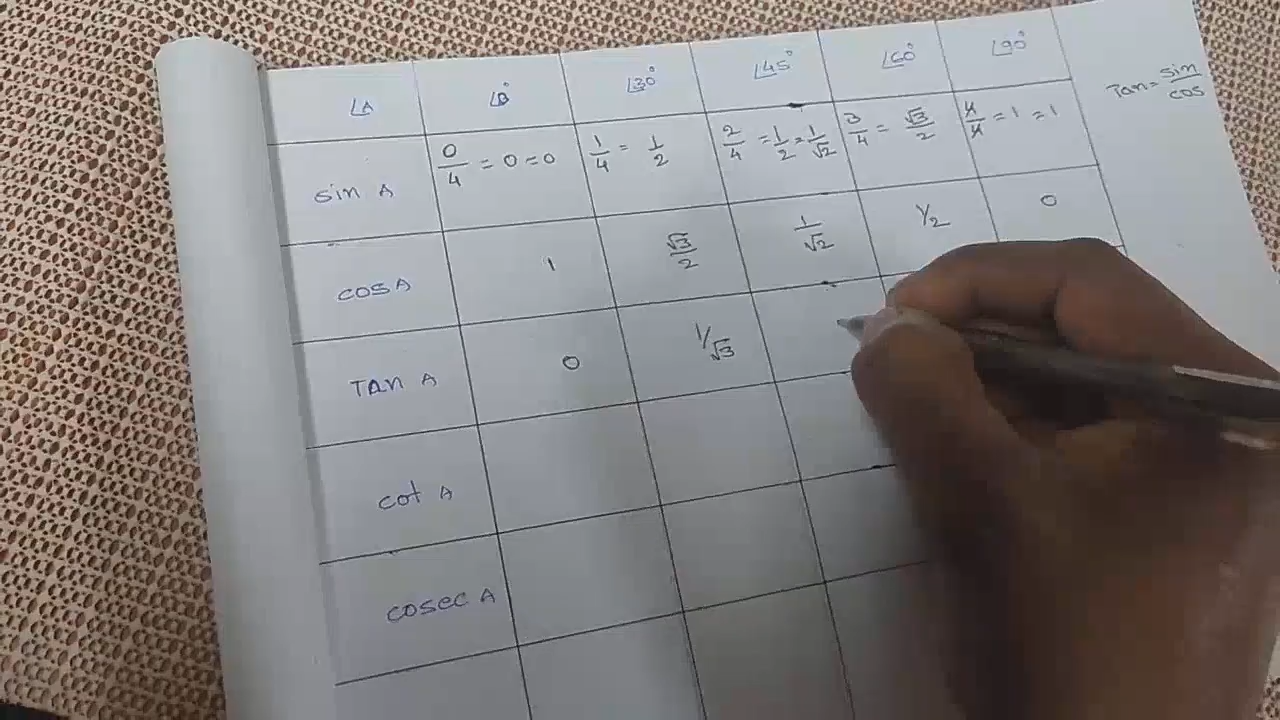 ∠A ∠0° ∠30° ∠45° ∠60° ∠90°
Tan = sin/cos
sin A 0/4 = 0 = 0 1/4 = 1/2 2/4 = 1/2 = 1/√2 3/4 = √3/2 4/4 = 1 = 1
cos A 1 √3/2 1/√2 1/2 0
Tan A 0 1/√3
cot A
cosec A